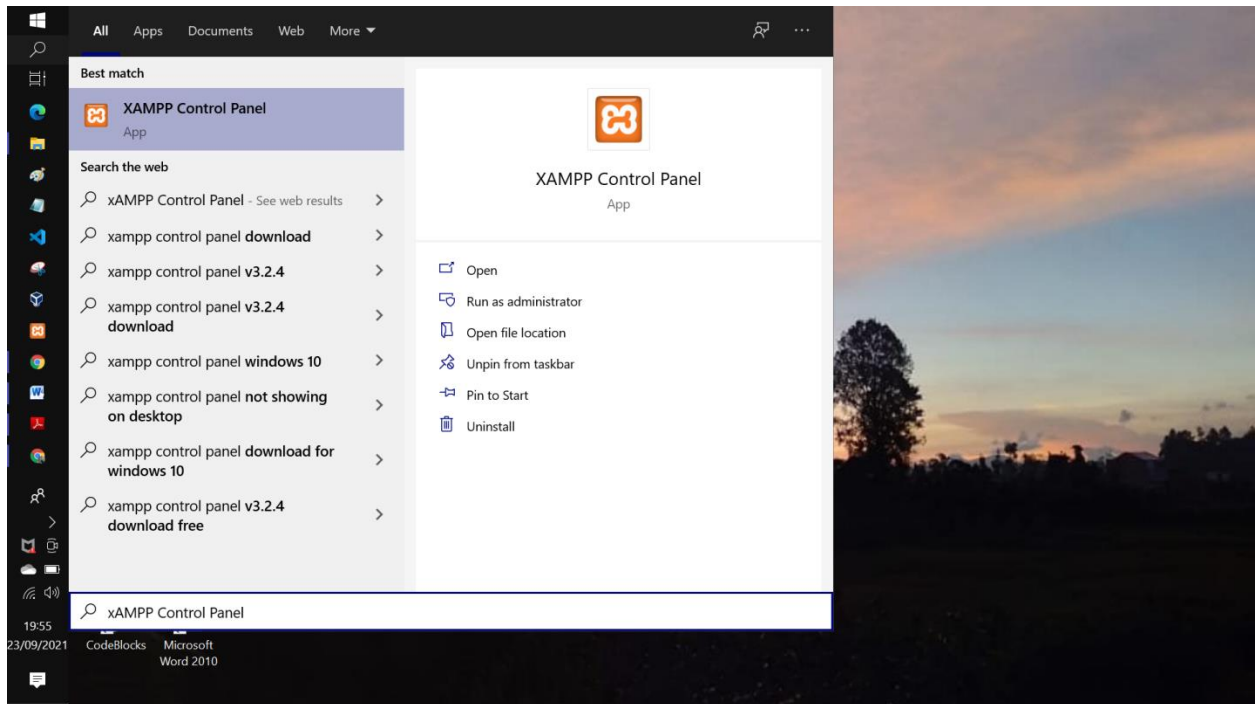 All Apps Documents Web More
Best match
XAMPP Control Panel
App
Search the web
xAMPP Control Panel - See web results
xampp control panel download
xampp control panel v3.2.4
xampp control panel v3.2.4
download
xampp control panel windows 10
xampp control panel not showing
on desktop
xampp control panel download for
windows 10
xampp control panel v3.2.4
download free
XAMPP Control Panel
App
Open
Run as administrator
Open file location
Unpin from taskbar
Pin to Start
Uninstall
xAMPP Control Panel
19:55
23/09/2021
CodeBlocks
Microsoft
Word 2010